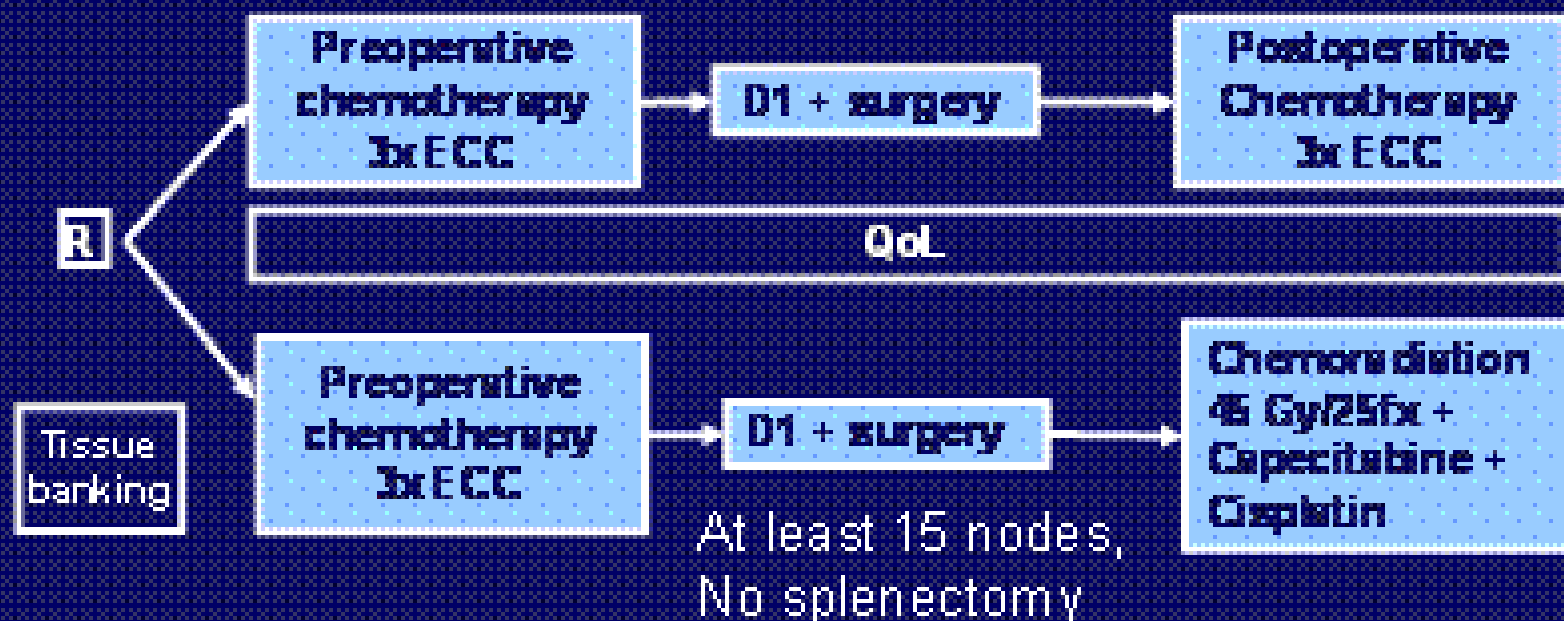 Preoperative
chemotherapy
3x ECC
D1 + surgery
Postoperative
Chemotherapy
3x ECC
R
QoL
Preoperative
chemotherapy
3x ECC
D1 + surgery
Chemoradiation
45 Gy/25fx +
Capecitabine +
Cisplatin
Tissue
banking
At least 15 nodes,
No splenectomy